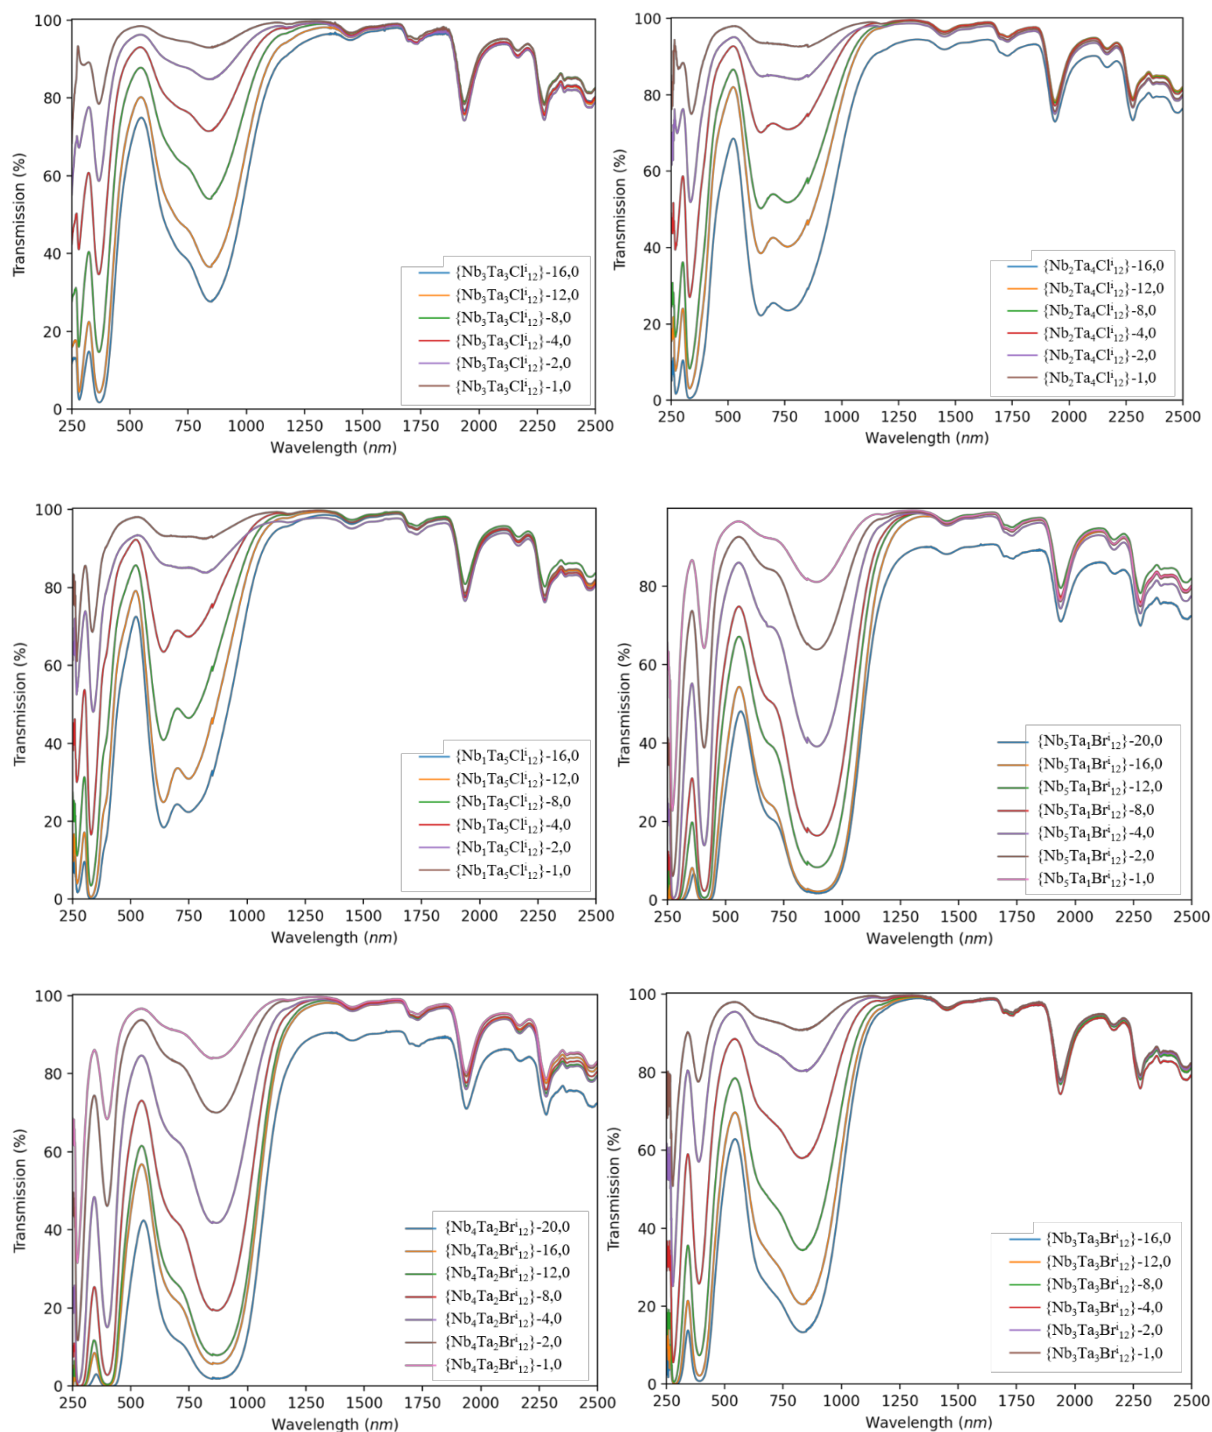 100
80
60
40
20
0
Transmission (%)
250 500 750 1000 1250 1500 1750 2000 2250 2500
Wavelength (nm)
{Nb₃Ta₃Clⁱ₁₂}-16,0
{Nb₃Ta₃Clⁱ₁₂}-12,0
{Nb₃Ta₃Clⁱ₁₂}-8,0
{Nb₃Ta₃Clⁱ₁₂}-4,0
{Nb₃Ta₃Clⁱ₁₂}-2,0
{Nb₃Ta₃Clⁱ₁₂}-1,0
100
80
60
40
20
0
Transmission (%)
250 500 750 1000 1250 1500 1750 2000 2250 2500
Wavelength (nm)
{Nb₂Ta₄Clⁱ₁₂}-16,0
{Nb₂Ta₄Clⁱ₁₂}-12,0
{Nb₂Ta₄Clⁱ₁₂}-8,0
{Nb₂Ta₄Clⁱ₁₂}-4,0
{Nb₂Ta₄Clⁱ₁₂}-2,0
{Nb₂Ta₄Clⁱ₁₂}-1,0
100
80
60
40
20
0
Transmission (%)
250 500 750 1000 1250 1500 1750 2000 2250 2500
Wavelength (nm)
{Nb₁Ta₅Clⁱ₁₂}-16,0
{Nb₁Ta₅Clⁱ₁₂}-12,0
{Nb₁Ta₅Clⁱ₁₂}-8,0
{Nb₁Ta₅Clⁱ₁₂}-4,0
{Nb₁Ta₅Clⁱ₁₂}-2,0
{Nb₁Ta₅Clⁱ₁₂}-1,0
80
60
40
20
0
Transmission (%)
250 500 750 1000 1250 1500 1750 2000 2250 2500
Wavelength (nm)
{Nb₅Ta₁Brⁱ₁₂}-20,0
{Nb₅Ta₁Brⁱ₁₂}-16,0
{Nb₅Ta₁Brⁱ₁₂}-12,0
{Nb₅Ta₁Brⁱ₁₂}-8,0
{Nb₅Ta₁Brⁱ₁₂}-4,0
{Nb₅Ta₁Brⁱ₁₂}-2,0
{Nb₅Ta₁Brⁱ₁₂}-1,0
100
80
60
40
20
0
Transmission (%)
250 500 750 1000 1250 1500 1750 2000 2250 2500
Wavelength (nm)
{Nb₄Ta₂Brⁱ₁₂}-20,0
{Nb₄Ta₂Brⁱ₁₂}-16,0
{Nb₄Ta₂Brⁱ₁₂}-12,0
{Nb₄Ta₂Brⁱ₁₂}-8,0
{Nb₄Ta₂Brⁱ₁₂}-4,0
{Nb₄Ta₂Brⁱ₁₂}-2,0
{Nb₄Ta₂Brⁱ₁₂}-1,0
100
80
60
40
20
0
Transmission (%)
250 500 750 1000 1250 1500 1750 2000 2250 2500
Wavelength (nm)
{Nb₃Ta₃Brⁱ₁₂}-16,0
{Nb₃Ta₃Brⁱ₁₂}-12,0
{Nb₃Ta₃Brⁱ₁₂}-8,0
{Nb₃Ta₃Brⁱ₁₂}-4,0
{Nb₃Ta₃Brⁱ₁₂}-2,0
{Nb₃Ta₃Brⁱ₁₂}-1,0